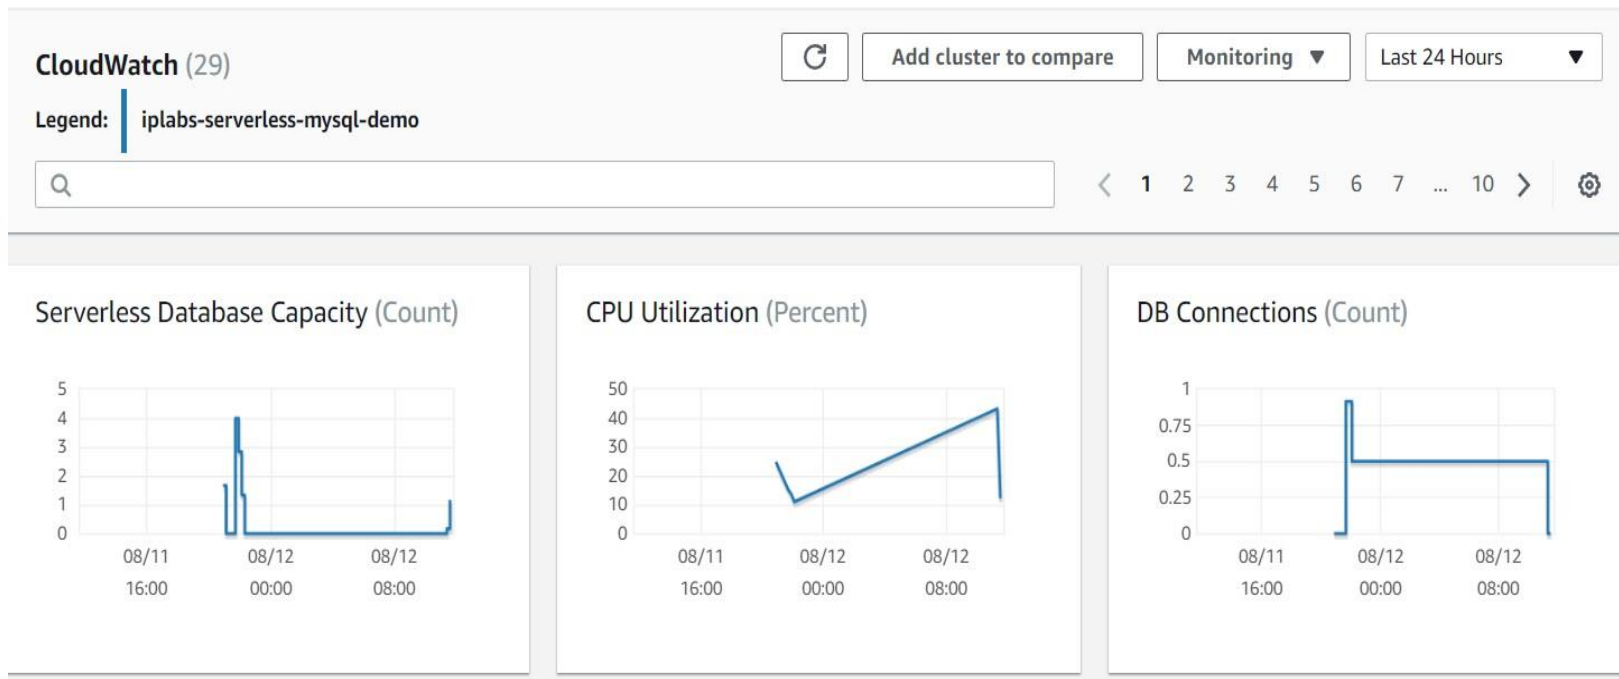 CloudWatch (29)
Add cluster to compare
Monitoring
Last 24 Hours
Legend:
iplabs-serverless-mysql-demo
1 2 3 4 5 6 7 ... 10
Serverless Database Capacity (Count)
5
4
3
2
1
0
08/11 08/12 08/12
16:00 00:00 08:00
CPU Utilization (Percent)
50
40
30
20
10
0
08/11 08/12 08/12
16:00 00:00 08:00
DB Connections (Count)
1
0.75
0.5
0.25
0
08/11 08/12 08/12
16:00 00:00 08:00